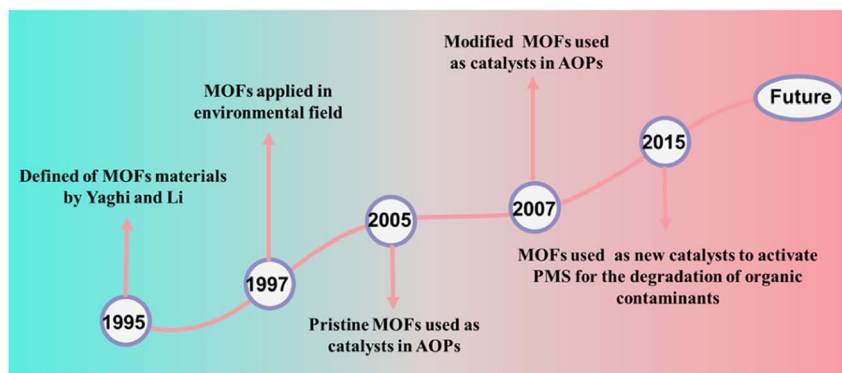 Defined of MOFs materials
by Yaghi and Li
1995
MOFs applied in
environmental field
1997
2005
Pristine MOFs used as
catalysts in AOPs
Modified MOFs used
as catalysts in AOPs
2007
2015
MOFs used as new catalysts to activate
PMS for the degradation of organic
contaminants
Future